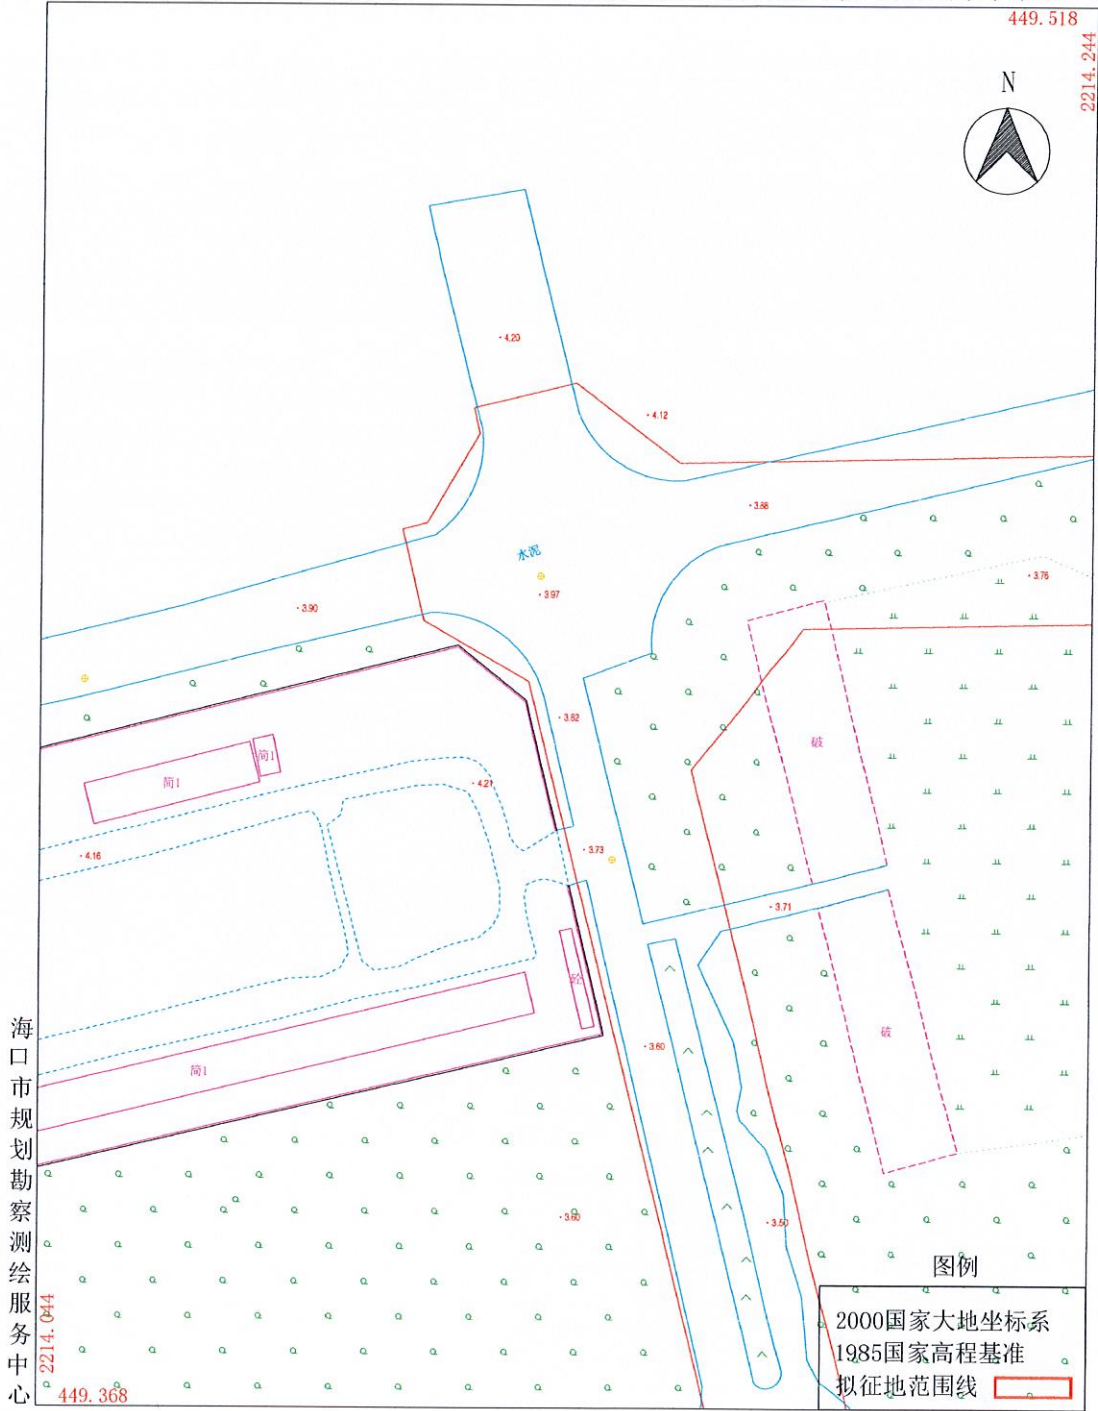 449.518
2214.244
N
4.20
4.12
3.88
水泥
3.97
3.76
3.90
3.82
破
简1
简1
4.21
4.16
3.73
3.71
砼
3.60
破
简1
3.60
3.50
海口市规划勘察测绘服务中心
2214.044
449.368
图例
2000国家大地坐标系
1985国家高程基准
拟征地范围线